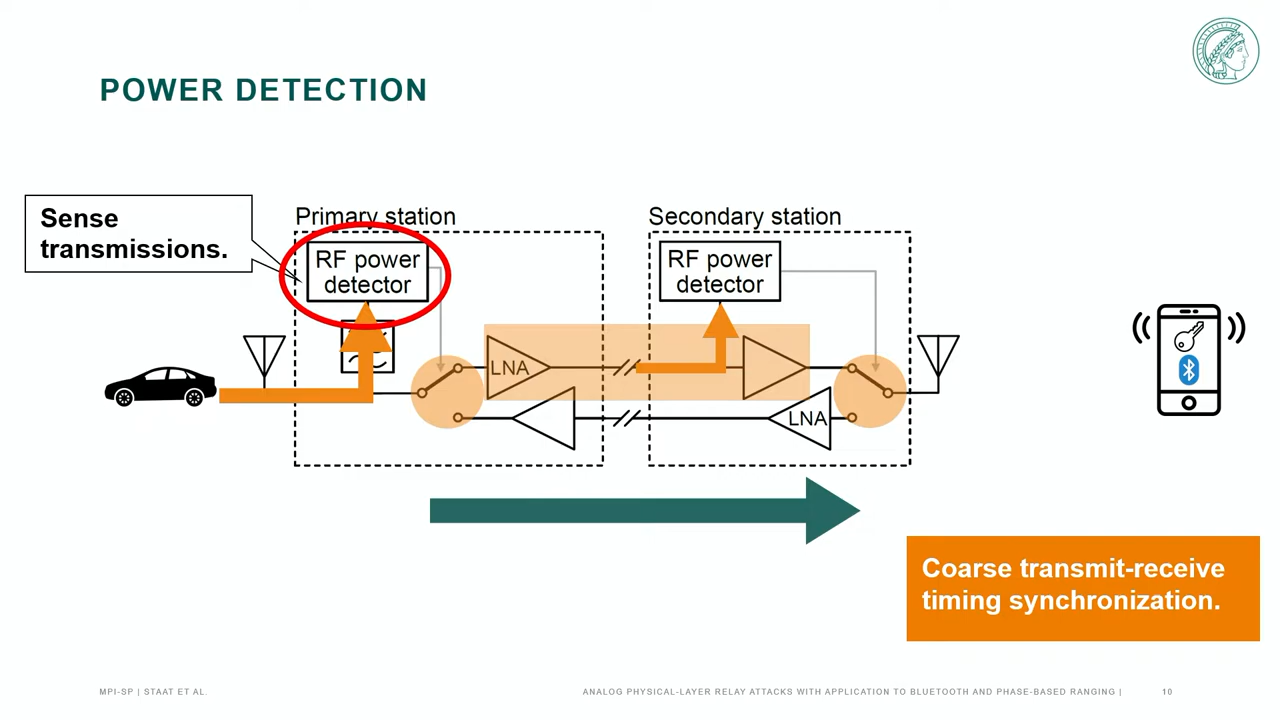 POWER DETECTION
Sense
transmissions.
Primary station
RF power
detector
LNA
Secondary station
RF power
detector
LNA
Coarse transmit-receive
timing synchronization.
MPI-SP | STAAT ET AL.
ANALOG PHYSICAL-LAYER RELAY ATTACKS WITH APPLICATION TO BLUETOOTH AND PHASE-BASED RANGING |
10